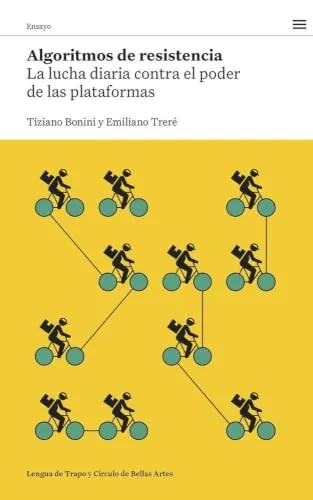 Ensayo
Algoritmos de resistencia
La lucha diaria contra el poder
de las plataformas
Tiziano Bonini y Emiliano Treré
Lengua de Trapo y Círculo de Bellas Artes